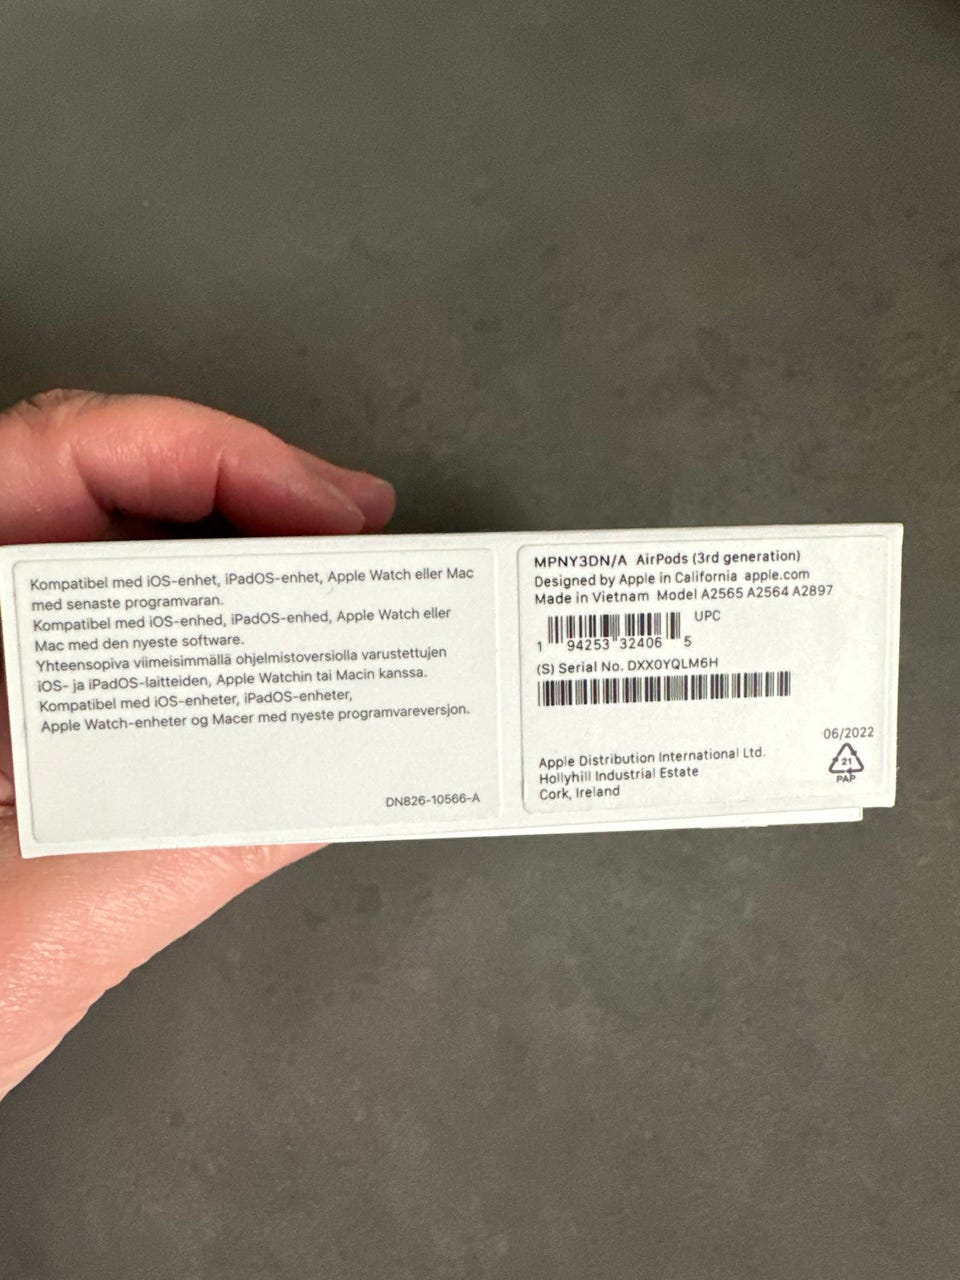 Kompatibel med iOS-enhet, iPadOS-enhet, Apple Watch eller Mac
med senaste programvaran.
Kompatibel med iOS-enhed, iPadOS-enhed, Apple Watch eller
Mac med den nyeste software.
Yhteensopiva viimeisimmällä ohjelmistoversiolla varustettujen
iOS- ja iPadOS-laitteiden, Apple Watchin tai Macin kanssa.
Kompatibel med iOS-enheter, iPadOS-enheter,
Apple Watch-enheter og Macer med nyeste programvareversjon.
DN826-10566-A
MPNY3DN/A AirPods (3rd generation)
Designed by Apple in California apple.com
Made in Vietnam Model A2565 A2564 A2897
UPC
1 94253 32406 5
(S) Serial No. DXX0YQLM6H
06/2022
Apple Distribution International Ltd.
Hollyhill Industrial Estate
Cork, Ireland
21
PAP